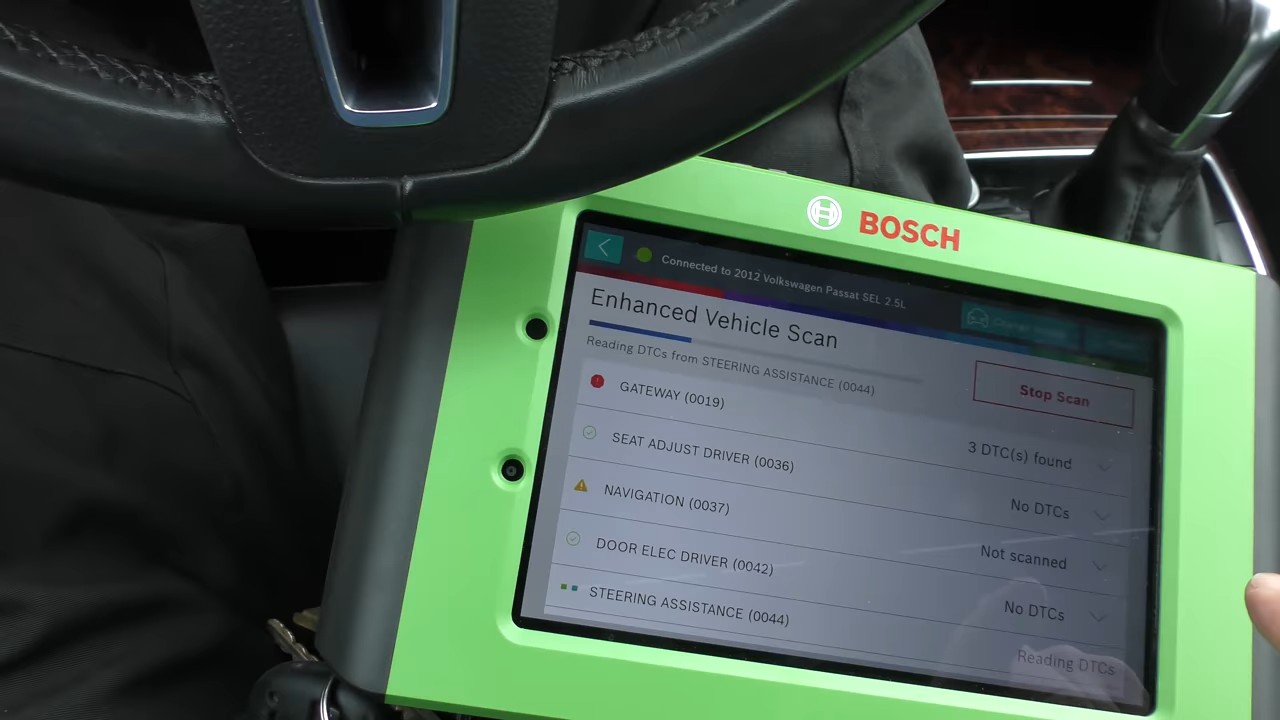 BOSCH
Connected to 2012 Volkswagen Passat SEL 2.5L
Enhanced Vehicle Scan
Reading DTCs from STEERING ASSISTANCE (0044)
Stop Scan
GATEWAY (0019)
3 DTC(s) found
SEAT ADJUST DRIVER (0036)
No DTCs
NAVIGATION (0037)
Not scanned
DOOR ELEC DRIVER (0042)
No DTCs
STEERING ASSISTANCE (0044)
Reading DTCs